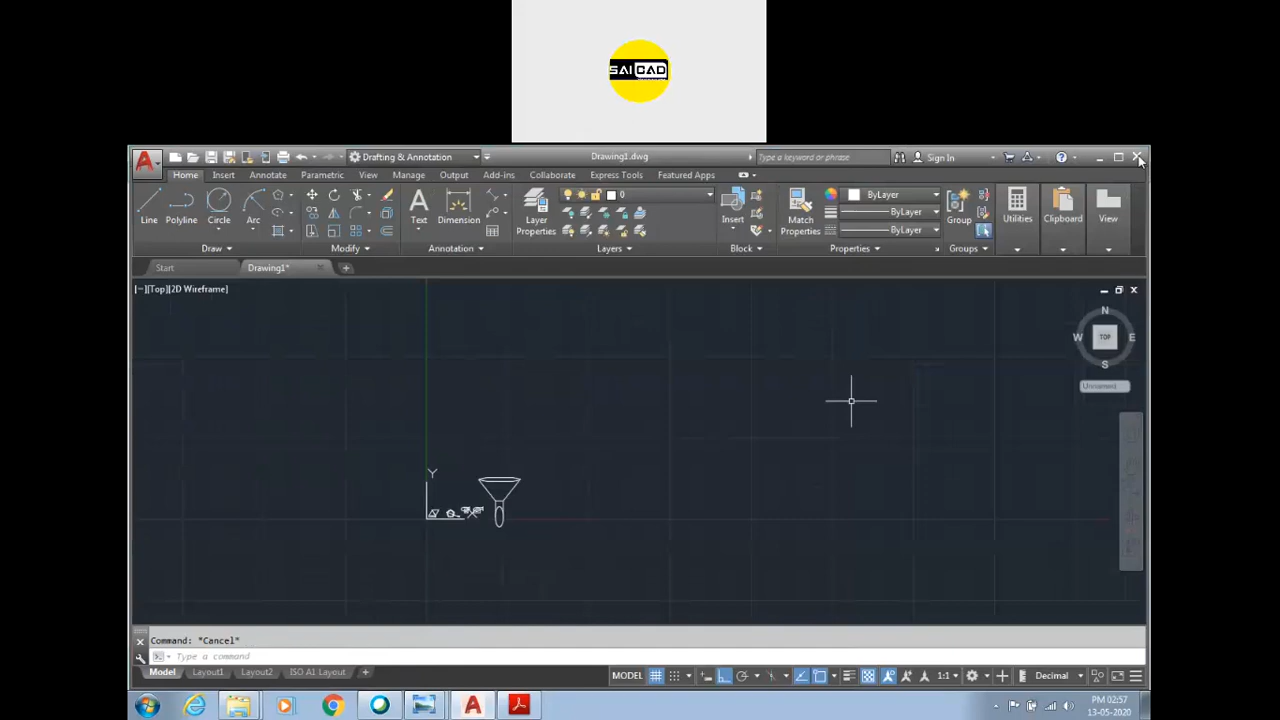 SAI CAD
Drafting & Annotation
Drawing1.dwg
Type a keyword or phrase
Sign In
Home Insert Annotate Parametric View Manage Output Add-ins Collaborate Express Tools Featured Apps
Line Polyline Circle Arc
Text Dimension
Layer Properties
0
Insert
Match Properties
ByLayer
ByLayer
ByLayer
Group
Utilities
Clipboard
View
Draw Modify Annotation Layers Block Properties Groups
Start Drawing1*
[−][Top][2D Wireframe]
N
W TOP E
S
Unnamed
Y
Command: *Cancel*
Type a command
Model Layout1 Layout2 ISO A1 Layout
MODEL 1:1 Decimal
PM 02:57
13-05-2020